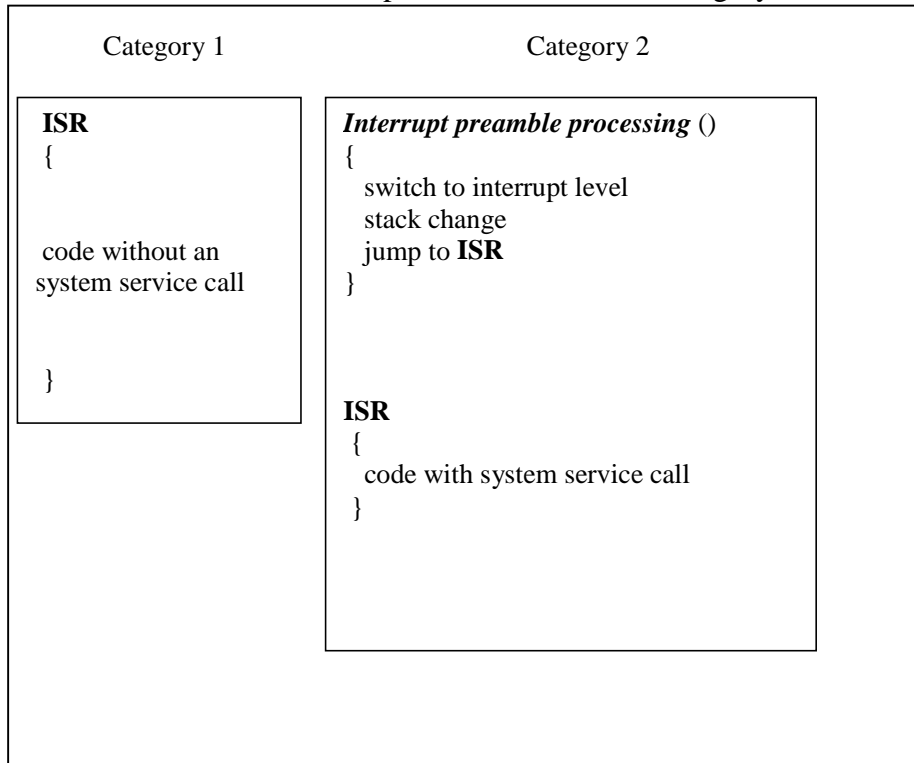 Category 1
Category 2
ISR
{
code without an
system service call
}
Interrupt preamble processing ()
{
switch to interrupt level
stack change
jump to ISR
}
ISR
{
code with system service call
}